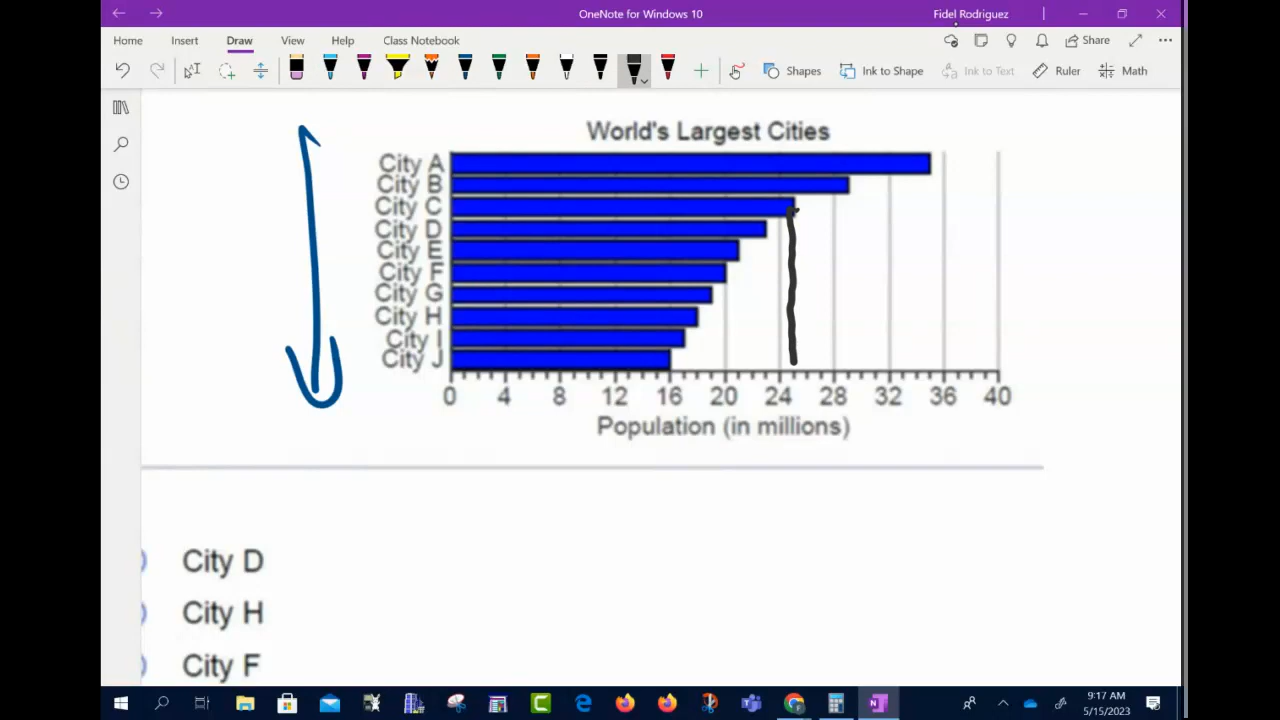 OneNote for Windows 10
Fidel Rodriguez
Home Insert Draw View Help Class Notebook
Share
Shapes Ink to Shape Ink to Text Ruler Math
World's Largest Cities
City A
City B
City C
City D
City E
City F
City G
City H
City I
City J
0 4 8 12 16 20 24 28 32 36 40
Population (in millions)
City D
City H
City F
9:17 AM
5/15/2023